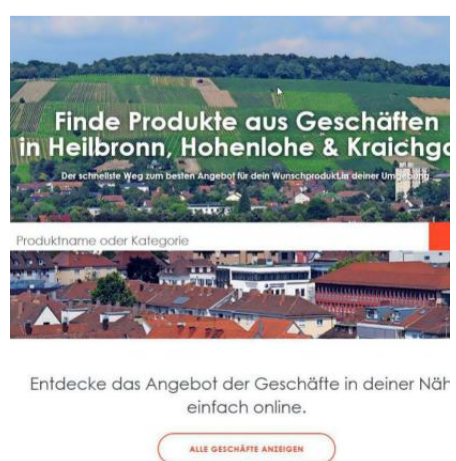 Finde Produkte aus Geschäften
in Heilbronn, Hohenlohe & Kraichga
Der schnellste Weg zum besten Angebot für dein Wunschprodukt in deiner Umgebung
Produktname oder Kategorie
Entdecke das Angebot der Geschäfte in deiner Näh
einfach online.
ALLE GESCHÄFTE ANZEIGEN